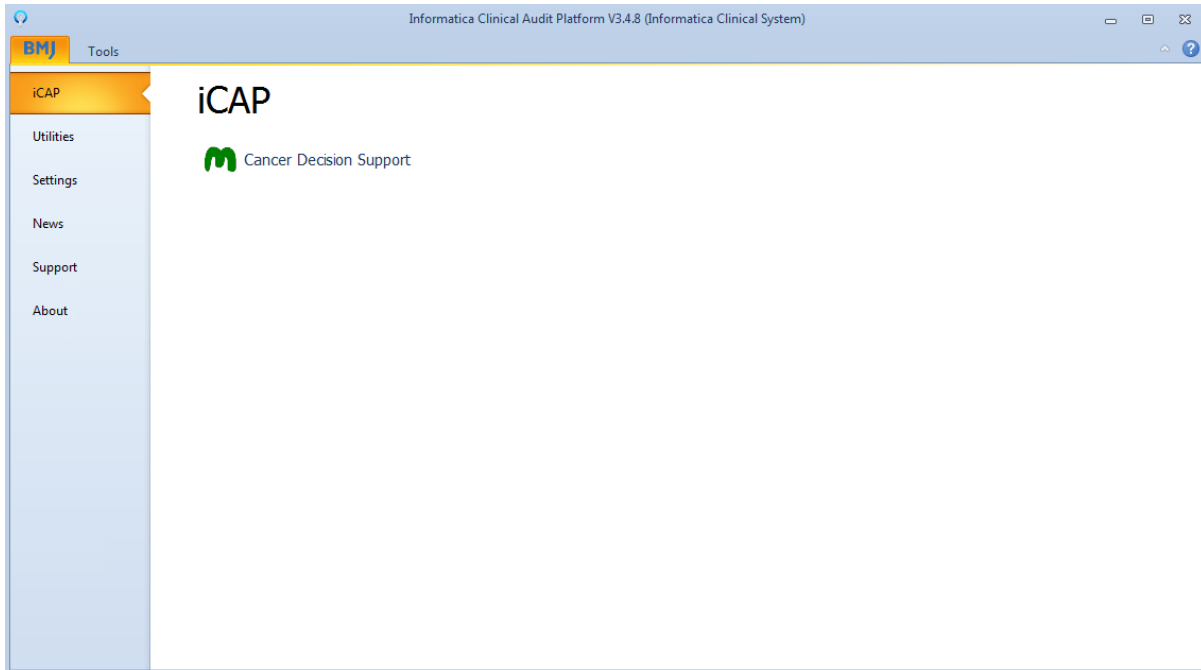 Informatica Clinical Audit Platform V3.4.8 (Informatica Clinical System)
BMJ Tools
?
iCAP
Utilities
Settings
News
Support
About
iCAP
Cancer Decision Support